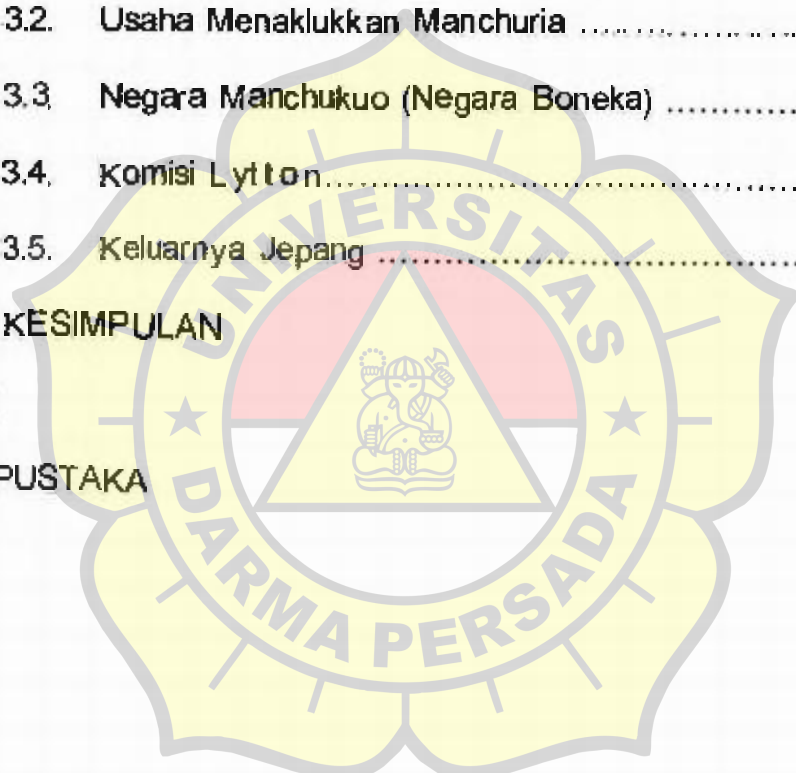 3.2. Usaha Menaklukkan Manchuria ....................
3.3. Negara Manchukuo (Negara Boneka) .............
3.4. Komisi Lytton.................................................
3.5. Keluarnya Jepang ..........................................
KESIMPULAN
PUSTAKA
UNIVERSITAS
DARMA PERSADA